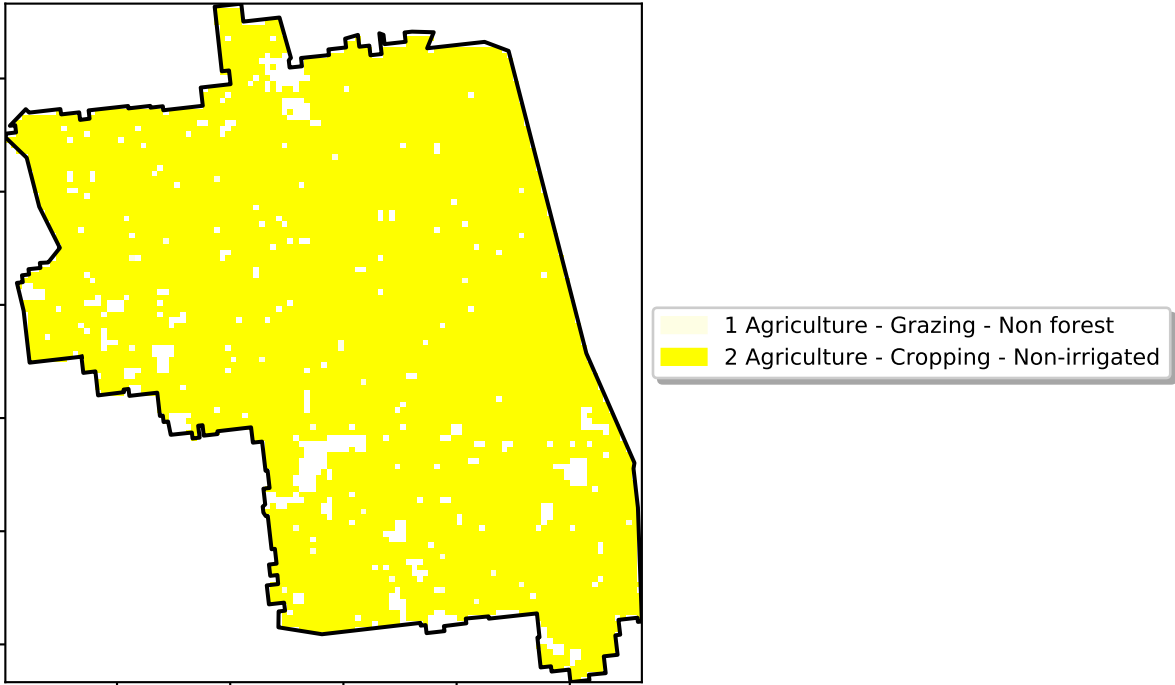 1 Agriculture - Grazing - Non forest
2 Agriculture - Cropping - Non-irrigated